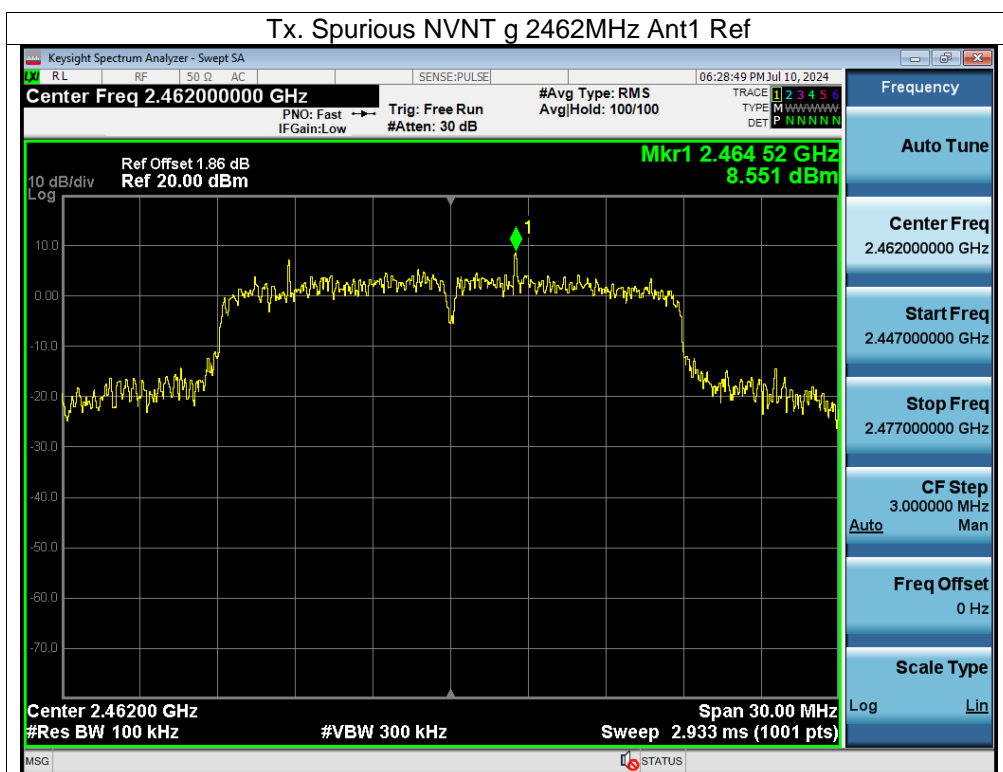 Tx. Spurious NVNT g 2462MHz Ant1 Ref
Keysight Spectrum Analyzer - Swept SA
LXI RL RF 50 Ω AC SENSE:PULSE 06:28:49 PM Jul 10, 2024
Center Freq 2.462000000 GHz
PNO: Fast
IFGain:Low
Trig: Free Run
#Atten: 30 dB
#Avg Type: RMS
Avg|Hold: 100/100
TRACE 1 2 3 4 5 6
TYPE M WWWWW
DET P N N N N N
Mkr1 2.464 52 GHz
8.551 dBm
Ref Offset 1.86 dB
10 dB/div Ref 20.00 dBm
Log
1
10.0
0.00
-10.0
-20.0
-30.0
-40.0
-50.0
-60.0
-70.0
Center 2.46200 GHz Span 30.00 MHz
#Res BW 100 kHz #VBW 300 kHz Sweep 2.933 ms (1001 pts)
MSG STATUS
Frequency
Auto Tune
Center Freq
2.462000000 GHz
Start Freq
2.447000000 GHz
Stop Freq
2.477000000 GHz
CF Step
3.000000 MHz
Auto Man
Freq Offset
0 Hz
Scale Type
Log Lin